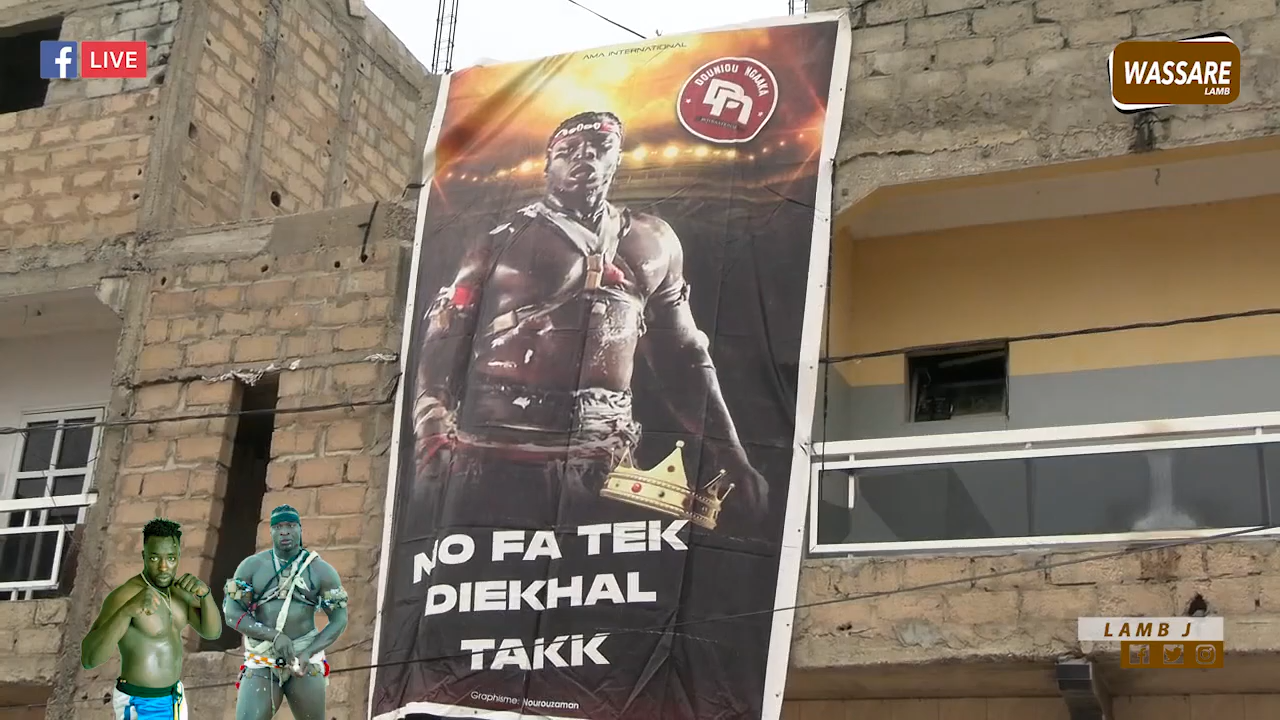 LIVE
WASSARE
LAMB
AMA INTERNATIONAL
DOUNIOU NGAAKA
NO FA TEK
DIEKHAL
TAKK
Graphisme: Nourouzaman
LAMB J